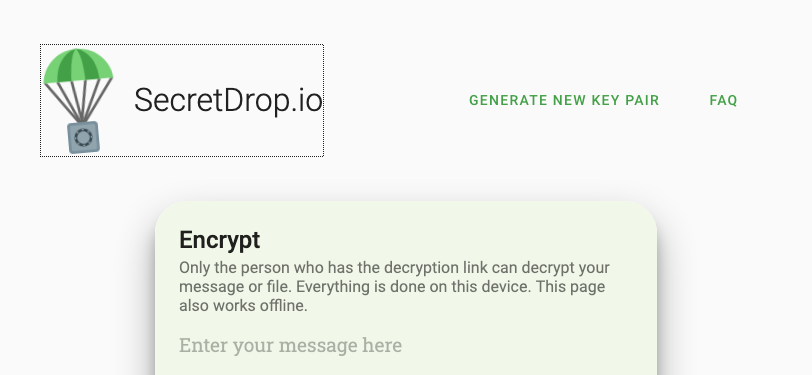 SecretDrop.io
GENERATE NEW KEY PAIR
FAQ
Encrypt
Only the person who has the decryption link can decrypt your
message or file. Everything is done on this device. This page
also works offline.
Enter your message here